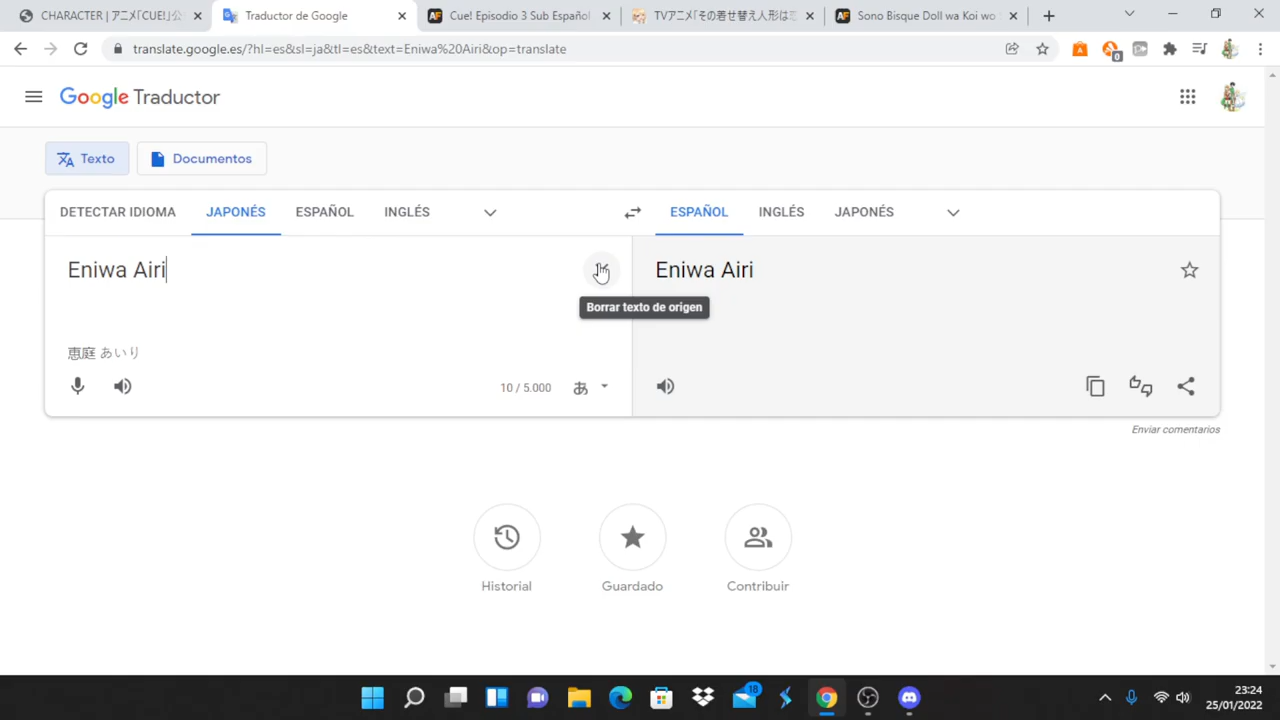 CHARACTER | アニメ「CUE!」公
Traductor de Google
Cue! Episodio 3 Sub Español
TVアニメ「その着せ替え人形は
Sono Bisque Doll wa Koi wo
translate.google.es/?hl=es&sl=ja&tl=es&text=Eniwa%20Airi&op=translate
0
Google Traductor
Texto
Documentos
DETECTAR IDIOMA JAPONÉS ESPAÑOL INGLÉS
ESPAÑOL INGLÉS JAPONÉS
Eniwa Airi
Eniwa Airi
Borrar texto de origen
恵庭 あいり
10 / 5.000
あ
Enviar comentarios
Historial
Guardado
Contribuir
18
23:24
25/01/2022